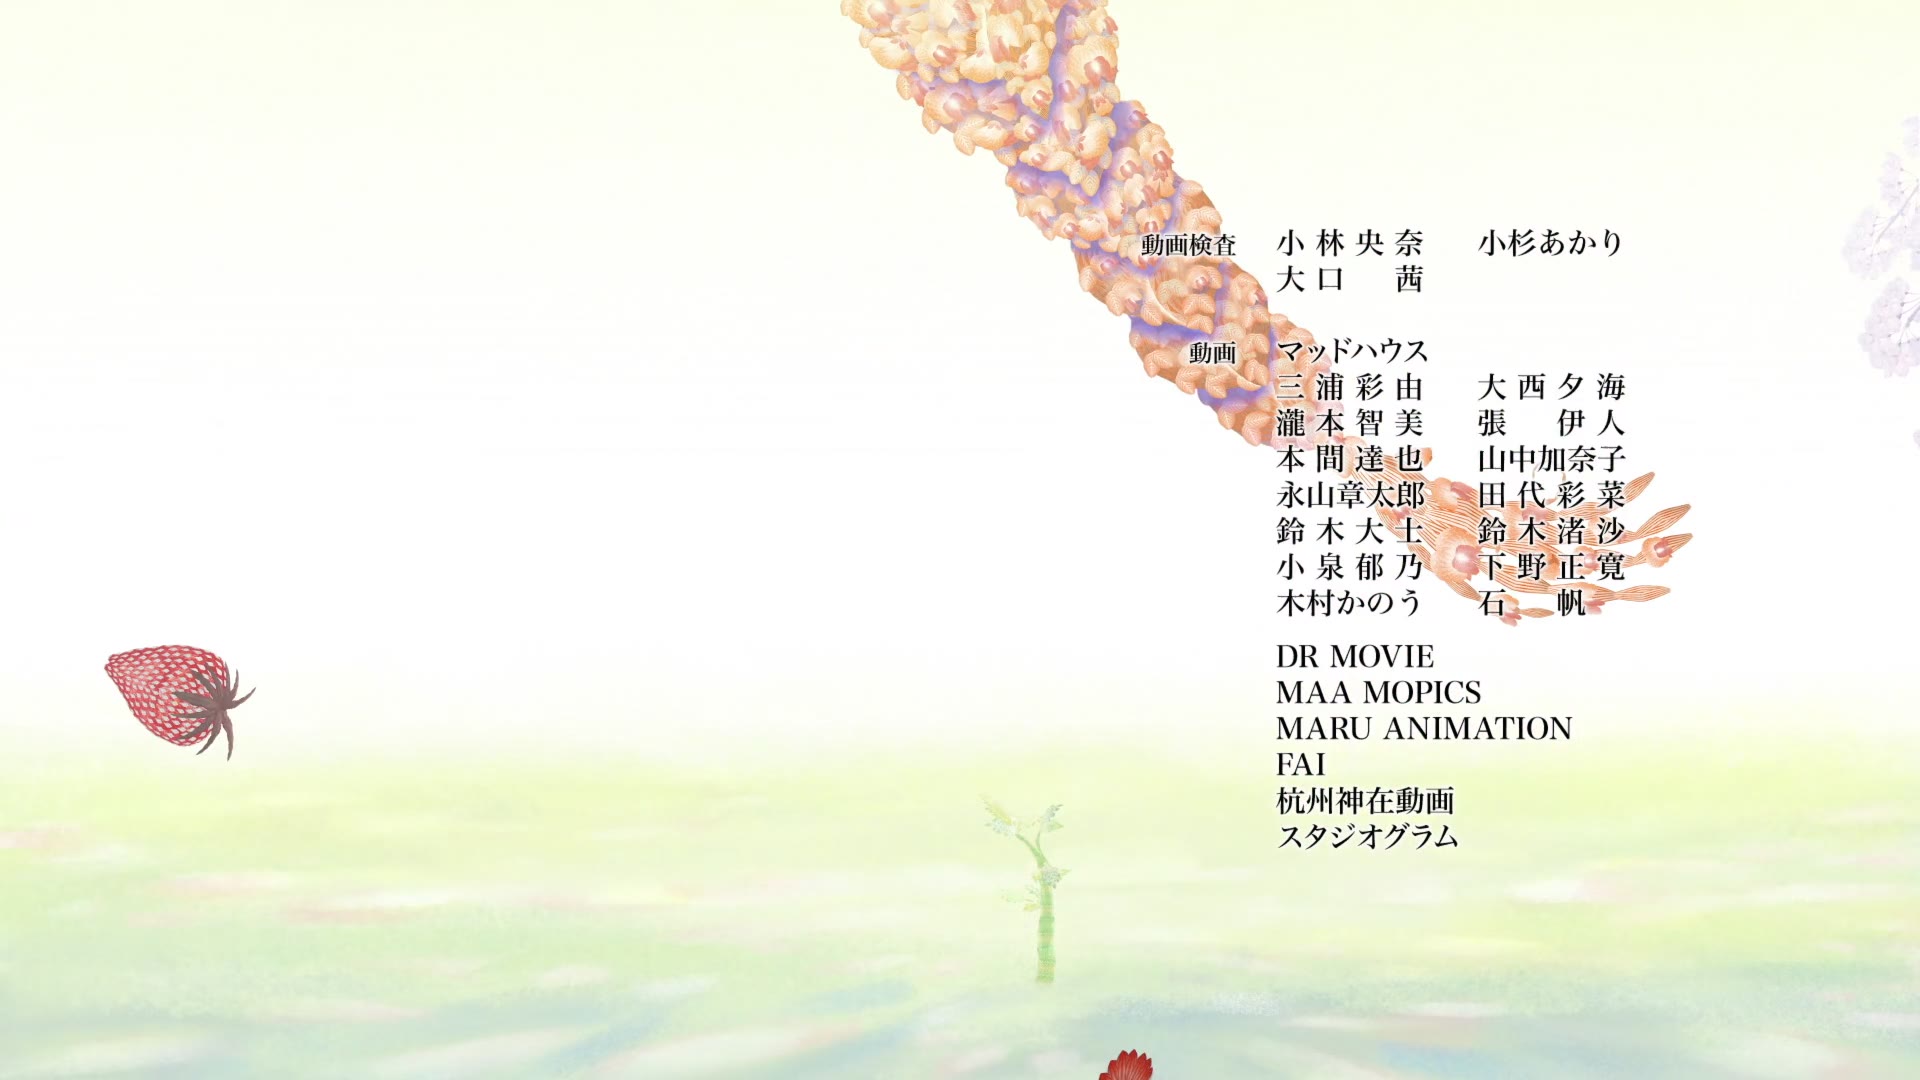 動画検査 小林央奈 小杉あかり
大口 茜
動画 マッドハウス
三浦彩由 大西夕海
瀧本智美 張 伊人
本間達也 山中加奈子
永山章太郎 田代彩菜
鈴木大士 鈴木渚沙
小泉郁乃 下野正寛
木村かのう 石 帆
DR MOVIE
MAA MOPICS
MARU ANIMATION
FAI
杭州神在動画
スタジオグラム